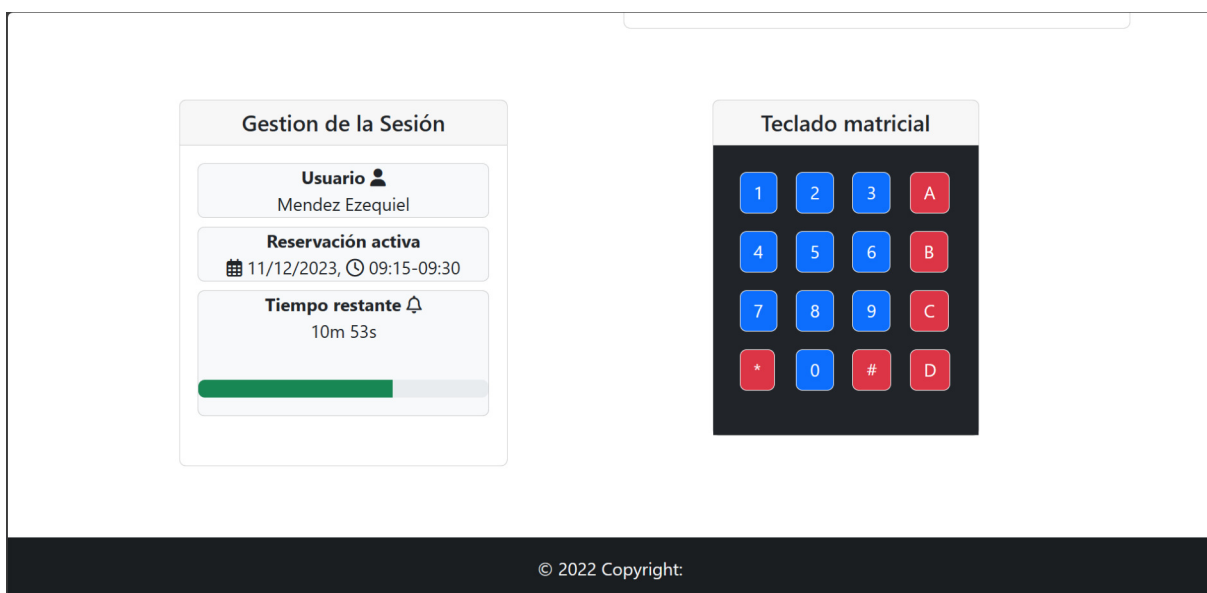 Gestion de la Sesión
Usuario
Mendez Ezequiel
Reservación activa
11/12/2023, 09:15-09:30
Tiempo restante
10m 53s
Teclado matricial
1 2 3 A
4 5 6 B
7 8 9 C
* 0 # D
© 2022 Copyright: